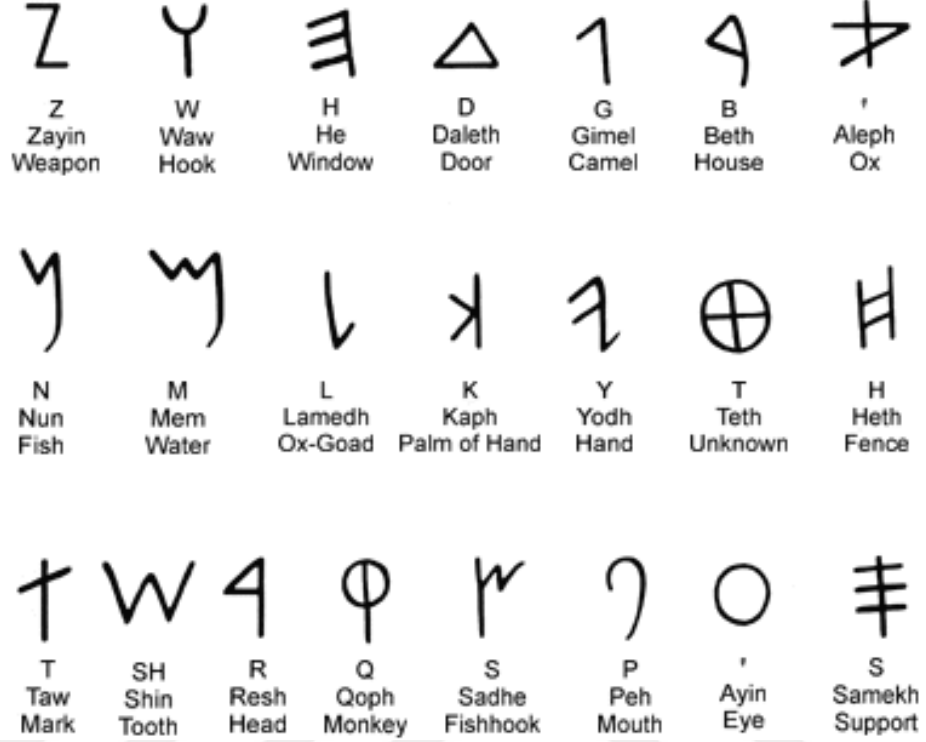 𐤀 𐤁 𐤂 𐤃 𐤄 𐤅 𐤆
Z W H D G B '
Zayin Waw He Daleth Gimel Beth Aleph
Weapon Hook Window Door Camel House Ox
𐤇 𐤈 𐤉 𐤊 𐤋 𐤌 𐤍
N M L K Y T H
Nun Mem Lamedh Kaph Yodh Teth Heth
Fish Water Ox-Goad Palm of Hand Hand Unknown Fence
𐤎 𐤏 𐤐 𐤑 𐤒 𐤓 𐤔 𐤕
T SH R Q S P ' S
Taw Shin Resh Qoph Sadhe Peh Ayin Samekh
Mark Tooth Head Monkey Fishhook Mouth Eye Support